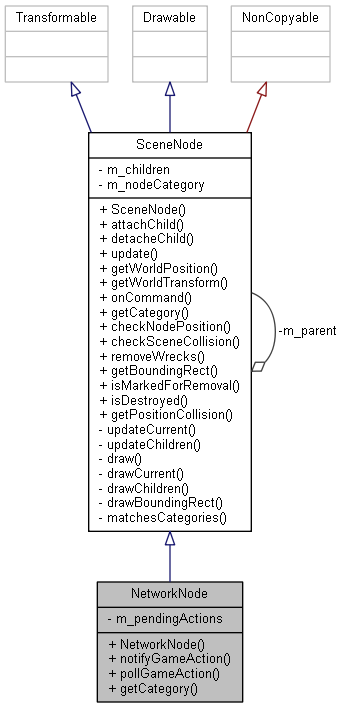 Transformable Drawable NonCopyable
SceneNode
- m_children
- m_nodeCategory
+ SceneNode()
+ attachChild()
+ detacheChild()
+ update()
+ getWorldPosition()
+ getWorldTransform()
+ onCommand()
+ getCategory()
+ checkNodePosition()
+ checkSceneCollision()
+ removeWrecks()
+ getBoundingRect()
+ isMarkedForRemoval()
+ isDestroyed()
+ getPositionCollision()
- updateCurrent()
- updateChildren()
- draw()
- drawCurrent()
- drawChildren()
- drawBoundingRect()
- matchesCategories()
-m_parent
NetworkNode
- m_pendingActions
+ NetworkNode()
+ notifyGameAction()
+ pollGameAction()
+ getCategory()